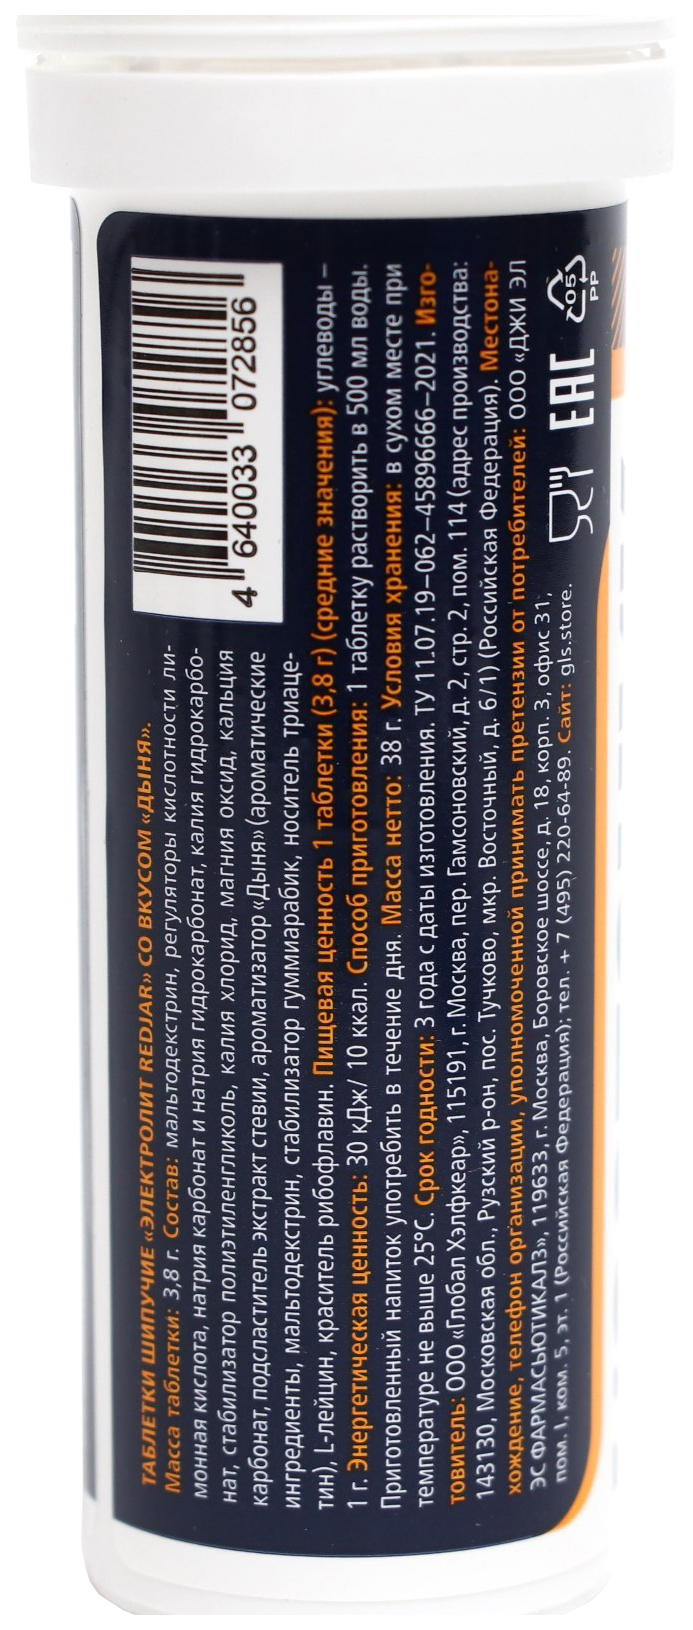 ТАБЛЕТКИ ШИПУЧИЕ «ЭЛЕКТРОЛИТ REDJAR» СО ВКУСОМ «ДЫНЯ».
Масса таблетки: 3,8 г. Состав: мальтодекстрин, регуляторы кислотности ли-
монная кислота, натрия карбонат и натрия гидрокарбонат, калия гидрокарбо-
нат, стабилизатор полиэтиленгликоль, калия хлорид, магния оксид, кальция
карбонат, подсластитель экстракт стевии, ароматизатор «Дыня» (ароматические
ингредиенты, мальтодекстрин, стабилизатор гуммиарабик, носитель триаце-
тин), L-лейцин, краситель рибофлавин. Пищевая ценность 1 таблетки (3,8 г) (средние значения): углеводы –
1 г. Энергетическая ценность: 30 кДж/ 10 ккал. Способ приготовления: 1 таблетку растворить в 500 мл воды.
Приготовленный напиток употребить в течение дня. Масса нетто: 38 г. Условия хранения: в сухом месте при
температуре не выше 25°С. Срок годности: 3 года с даты изготовления. ТУ 11.07.19–062–45896666–2021. Изго-
товитель: ООО «Глобал Хэлфкеар», 115191, г. Москва, пер. Гамсоновский, д. 2, стр. 2, пом. 114 (адрес производства:
143130, Московская обл., Рузский р-он, пос. Тучково, мкр. Восточный, д. 6/1) (Российская Федерация). Местона-
хождение, телефон организации, уполномоченной принимать претензии от потребителей: ООО «ДЖИ ЭЛ
ЭС ФАРМАСЬЮТИКАЛЗ», 119633, г. Москва, Боровское шоссе, д. 18, корп. 3, офис 31,
пом. I, ком. 5, эт. 1 (Российская Федерация); тел. + 7 (495) 220-64-89. Сайт: gls.store.
4 640033 072856
EAC
05
PP